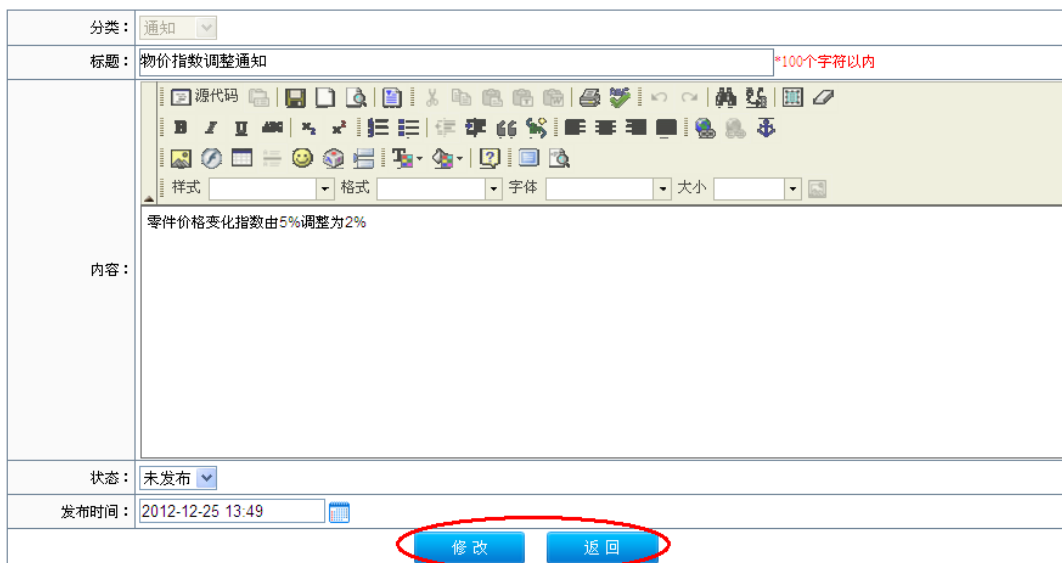 分类： 通知
标题： 物价指数调整通知 *100个字符以内
源代码
样式 格式 字体 大小
零件价格变化指数由5%调整为2%
内容：
状态： 未发布
发布时间： 2012-12-25 13:49
修改 返回